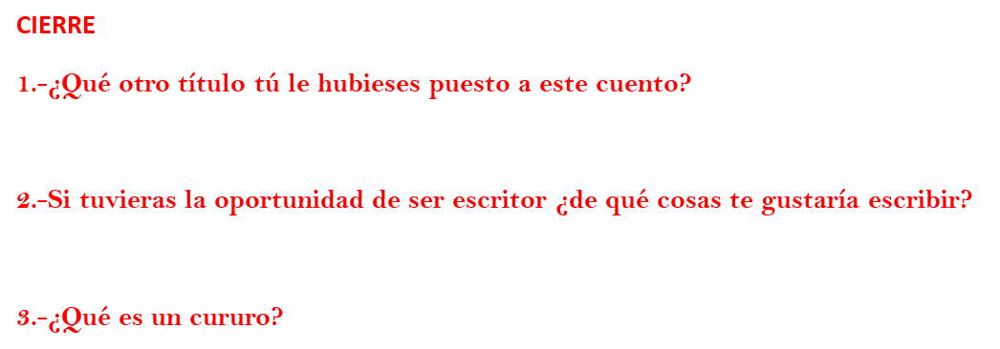 CIERRE
1.-¿Qué otro título tú le hubieses puesto a este cuento?
2.-Si tuvieras la oportunidad de ser escritor ¿de qué cosas te gustaría escribir?
3.-¿Qué es un cururo?